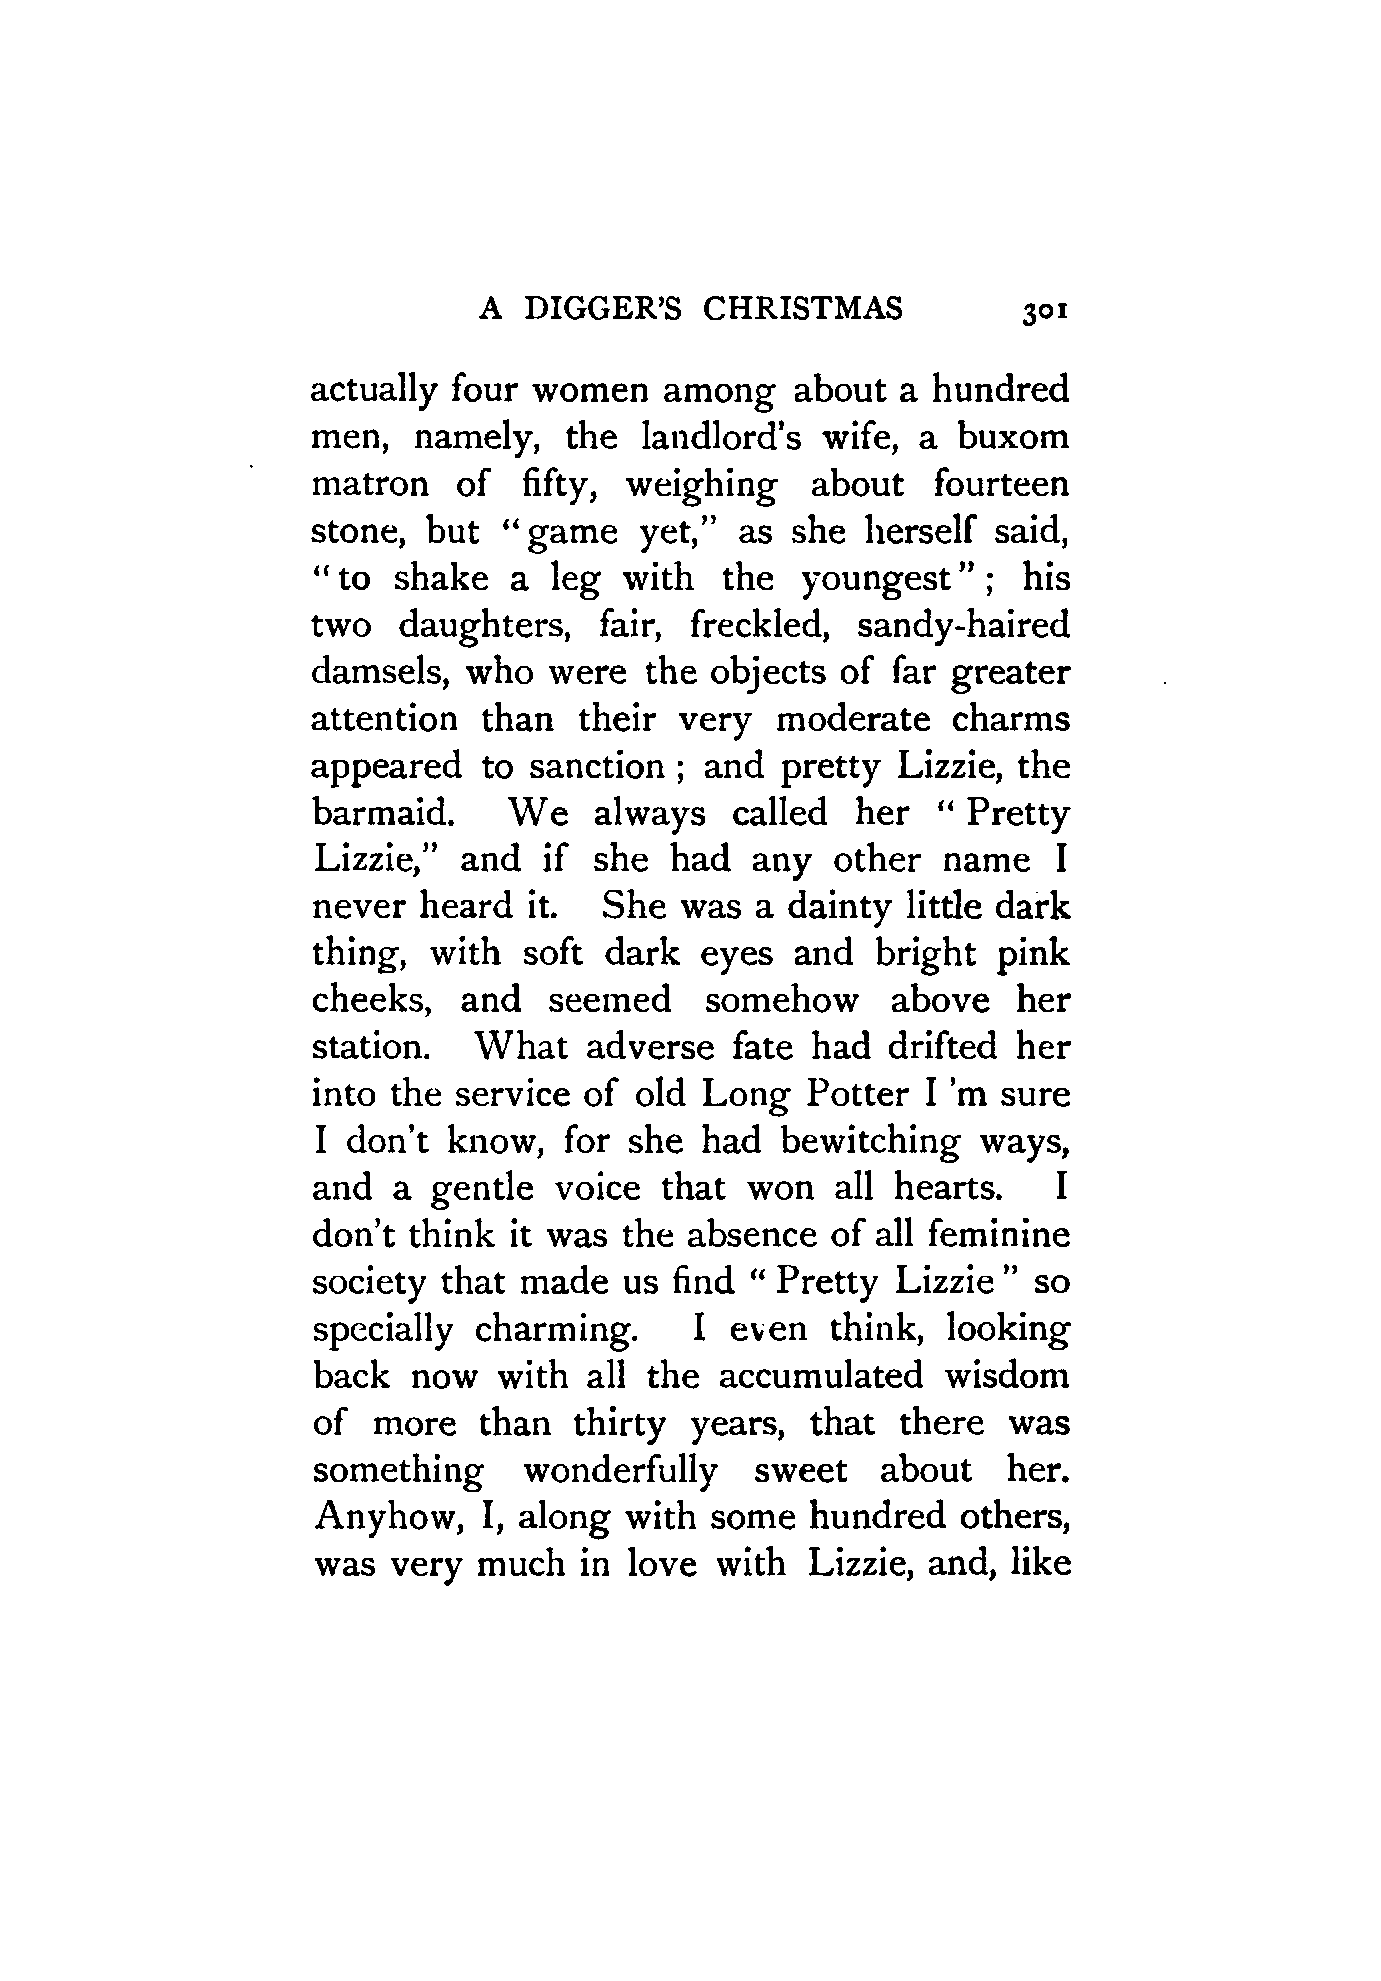 A DIGGER'S CHRISTMAS 301
actually four women among about a hundred
men, namely, the landlord's wife, a buxom
matron of fifty, weighing about fourteen
stone, but "game yet," as she herself said,
"to shake a leg with the youngest"; his
two daughters, fair, freckled, sandy-haired
damsels, who were the objects of far greater
attention than their very moderate charms
appeared to sanction; and pretty Lizzie, the
barmaid. We always called her "Pretty
Lizzie," and if she had any other name I
never heard it. She was a dainty little dark
thing, with soft dark eyes and bright pink
cheeks, and seemed somehow above her
station. What adverse fate had drifted her
into the service of old Long Potter I 'm sure
I don't know, for she had bewitching ways,
and a gentle voice that won all hearts. I
don't think it was the absence of all feminine
society that made us find "Pretty Lizzie" so
specially charming. I even think, looking
back now with all the accumulated wisdom
of more than thirty years, that there was
something wonderfully sweet about her.
Anyhow, I, along with some hundred others,
was very much in love with Lizzie, and, like